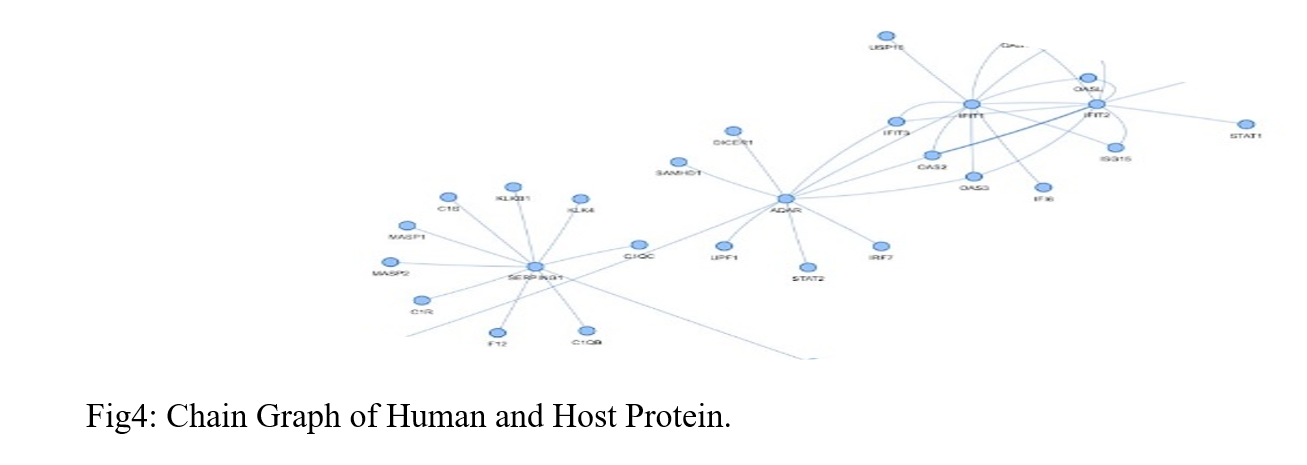 USP18
OASL
IFIT1
IFIT2
IFIT3
STAT1
DICER1
OAS2
ISG15
SAMHD1
OAS3
IFI6
KLKB1
C1S
KLK4
ADAR
MASP1
C1QC
UPF1
IRF7
MASP2
SERPING1
STAT2
C1R
F12
C1QB
Fig4: Chain Graph of Human and Host Protein.